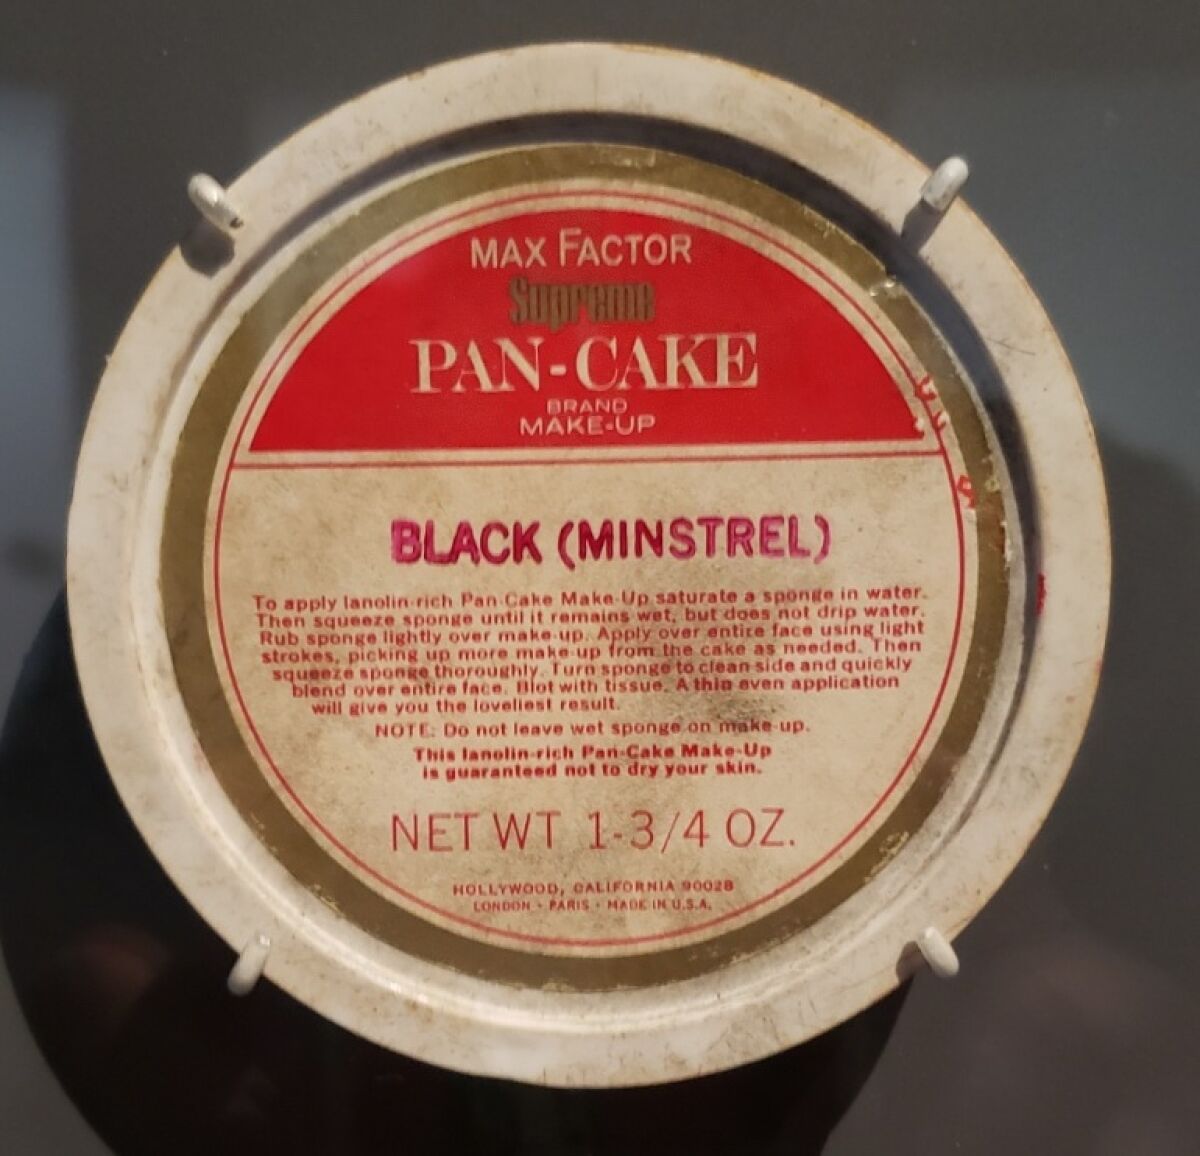 MAX FACTOR
Supreme
PAN-CAKE
BRAND
MAKE-UP
BLACK (MINSTREL)
To apply lanolin-rich Pan-Cake Make-Up saturate a sponge in water.
Then squeeze sponge until it remains wet, but does not drip water.
Rub sponge lightly over make-up. Apply over entire face using light
strokes, picking up more make-up from the cake as needed. Then
squeeze sponge thoroughly. Turn sponge to clean side and quickly
blend over entire face. Blot with tissue. A thin even application
will give you the loveliest result.
NOTE: Do not leave wet sponge on make-up.
This lanolin-rich Pan-Cake Make-Up
is guaranteed not to dry your skin.
NET WT 1-3/4 OZ.
HOLLYWOOD, CALIFORNIA 90028
LONDON - PARIS - MADE IN U.S.A.